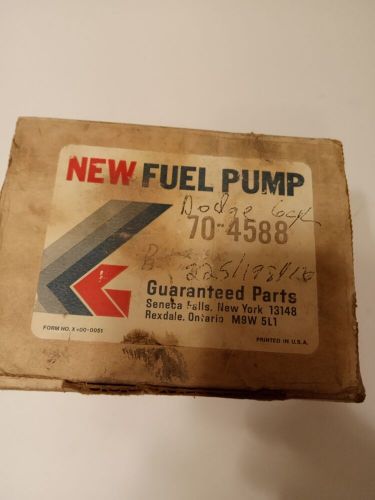 NEW FUEL PUMP
Dodge 6cyl
70-4588
225/198/170
Guaranteed Parts
Seneca Falls, New York 13148
Rexdale, Ontario M9W 5L1
FORM NO. X-00-0051
PRINTED IN U.S.A.